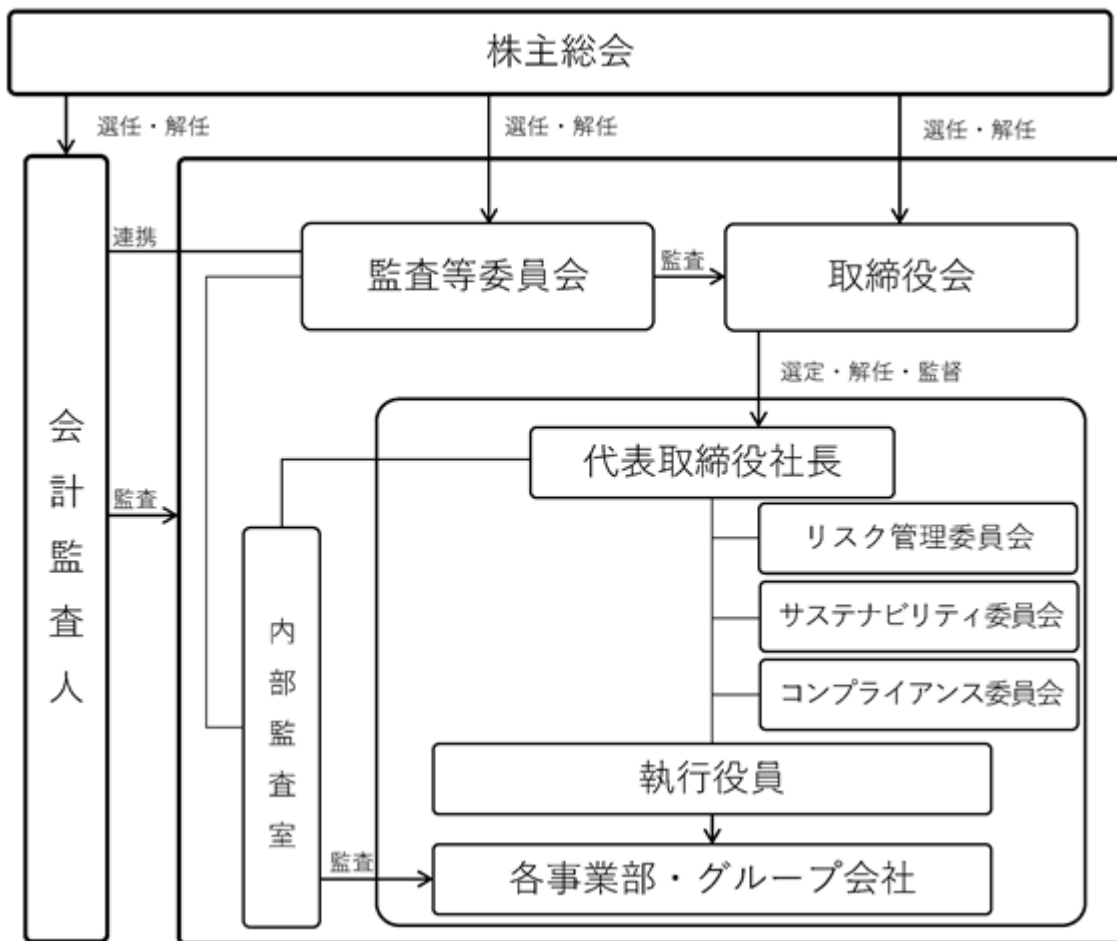 株主総会
選任・解任
選任・解任
選任・解任
連携
監査等委員会
監査
取締役会
選定・解任・監督
会計監査人
監査
代表取締役社長
リスク管理委員会
サステナビリティ委員会
コンプライアンス委員会
内部監査室
執行役員
監査
各事業部・グループ会社